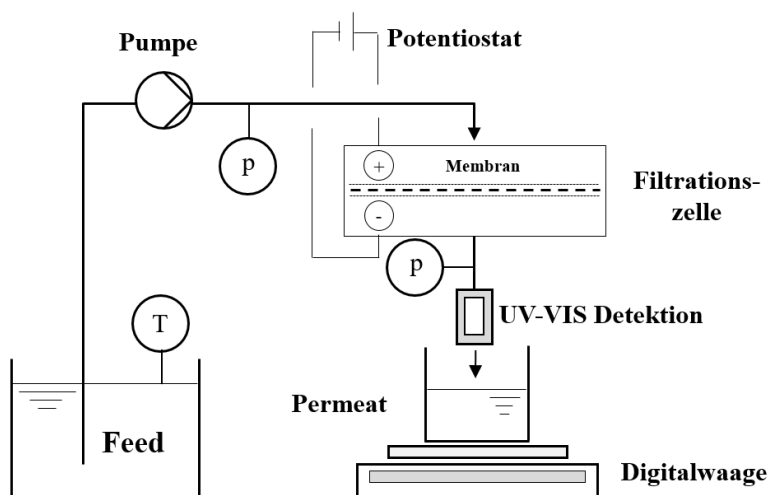 Pumpe
Potentiostat
p
+
Membran
-
Filtrations-
zelle
p
UV-VIS Detektion
T
Permeat
Feed
Digitalwaage